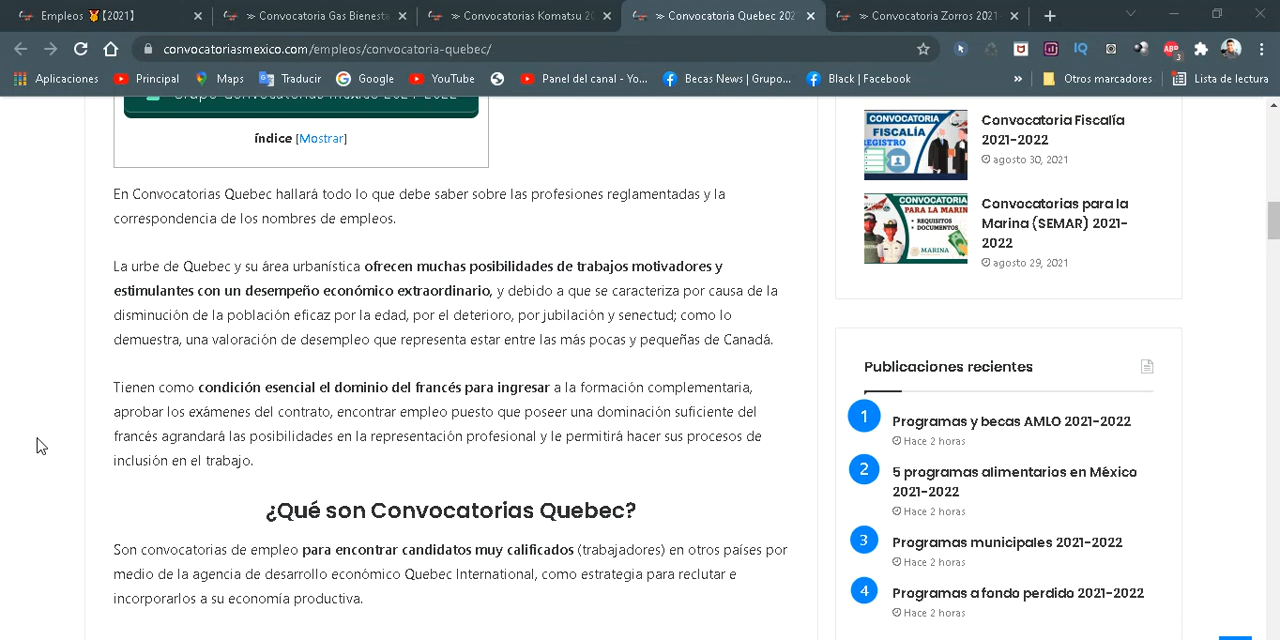 Empleos 🏅【2021】
≫ Convocatoria Gas Bienesta
≫ Convocatorias Komatsu 20
≫ Convocatoria Quebec 202
≫ Convocatoria Zorros 2021
convocatoriasmexico.com/empleos/convocatoria-quebec/
Aplicaciones
Principal
Maps
Traducir
Google
YouTube
Panel del canal - Yo...
Becas News | Grupo...
Black | Facebook
»
Otros marcadores
Lista de lectura
índice [Mostrar]
En Convocatorias Quebec hallará todo lo que debe saber sobre las profesiones reglamentadas y la
correspondencia de los nombres de empleos.
La urbe de Quebec y su área urbanística ofrecen muchas posibilidades de trabajos motivadores y
estimulantes con un desempeño económico extraordinario, y debido a que se caracteriza por causa de la
disminución de la población eficaz por la edad, por el deterioro, por jubilación y senectud; como lo
demuestra, una valoración de desempleo que representa estar entre las más pocas y pequeñas de Canadá.
Tienen como condición esencial el dominio del francés para ingresar a la formación complementaria,
aprobar los exámenes del contrato, encontrar empleo puesto que poseer una dominación suficiente del
francés agrandará las posibilidades en la representación profesional y le permitirá hacer sus procesos de
inclusión en el trabajo.
¿Qué son Convocatorias Quebec?
Son convocatorias de empleo para encontrar candidatos muy calificados (trabajadores) en otros países por
medio de la agencia de desarrollo económico Quebec International, como estrategia para reclutar e
incorporarlos a su economía productiva.
CONVOCATORIA
FISCALÍA
REGISTRO
Convocatoria Fiscalía
2021-2022
agosto 30, 2021
CONVOCATORIA
PARA LA MARIN
• REQUISITOS
• DOCUMENTOS
MARINA
Convocatorias para la
Marina (SEMAR) 2021-
2022
agosto 29, 2021
Publicaciones recientes
1
Programas y becas AMLO 2021-2022
Hace 2 horas
2
5 programas alimentarios en México
2021-2022
Hace 2 horas
3
Programas municipales 2021-2022
Hace 2 horas
4
Programas a fondo perdido 2021-2022
Hace 2 horas